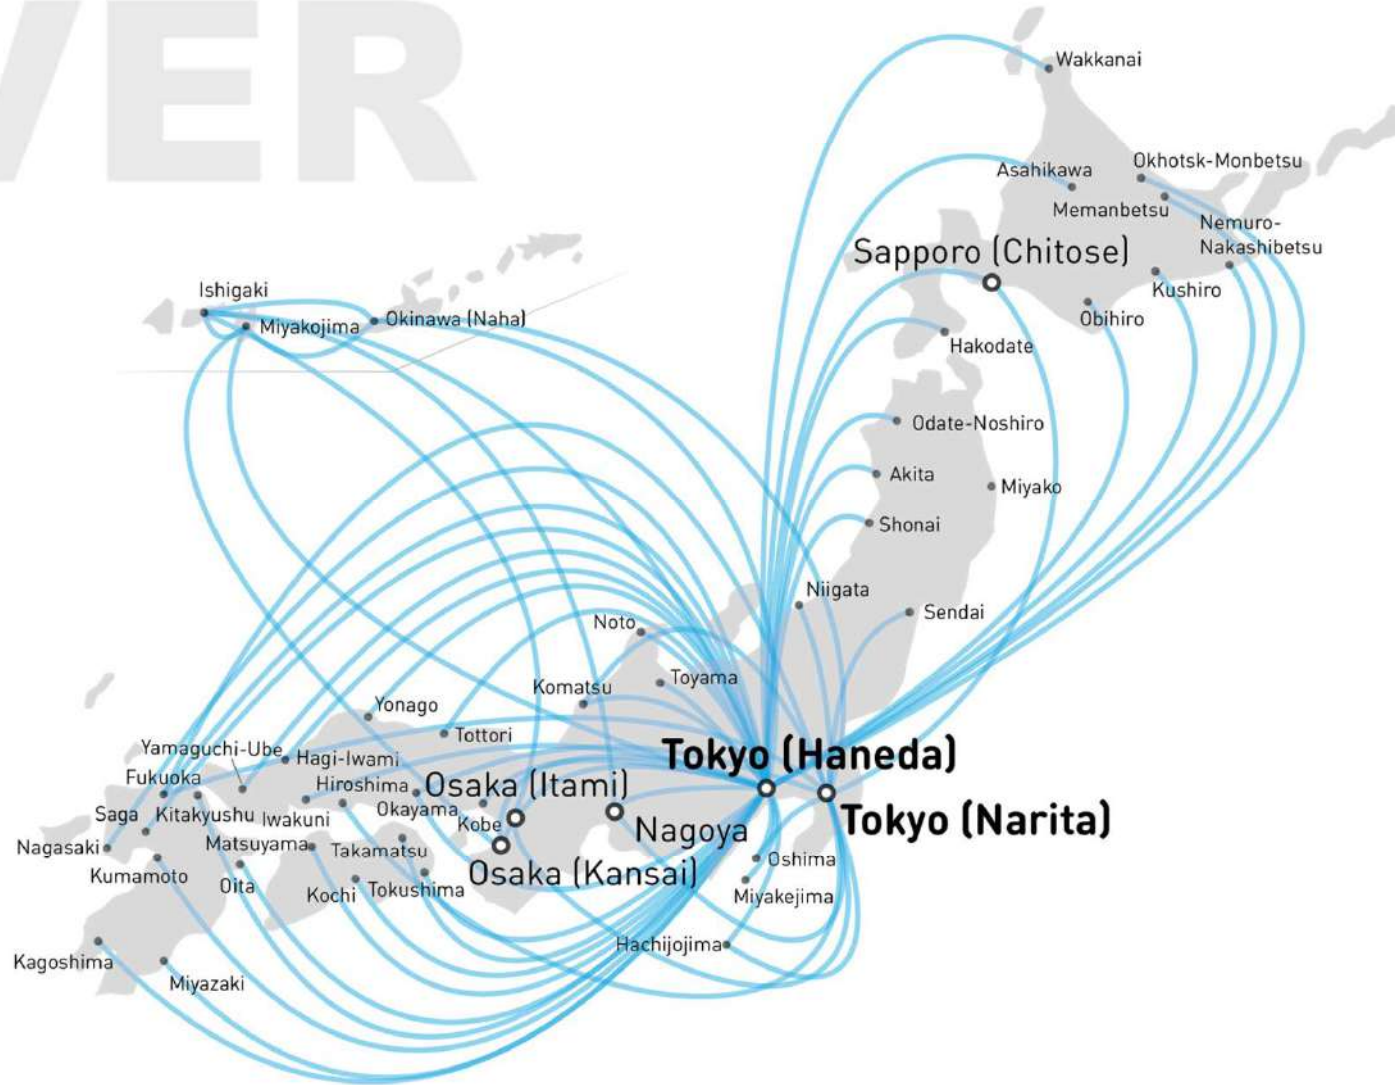 VER
Wakkanai
Okhotsk-Monbetsu
Asahikawa
Memanbetsu
Nemuro-
Nakashibetsu
Sapporo (Chitose)
Kushiro
Obihiro
Hakodate
Ishigaki
Miyakojima
Okinawa (Naha)
Odate-Noshiro
Akita
Miyako
Shonai
Niigata
Sendai
Noto
Toyama
Komatsu
Yonago
Tottori
Yamaguchi-Ube
Hagi-Iwami
Fukuoka
Hiroshima
Osaka (Itami)
Tokyo (Haneda)
Saga
Kitakyushu
Iwakuni
Okayama
Kobe
Nagoya
Tokyo (Narita)
Nagasaki
Matsuyama
Takamatsu
Osaka (Kansai)
Oshima
Kumamoto
Oita
Kochi
Tokushima
Miyakejima
Hachijojima
Kagoshima
Miyazaki